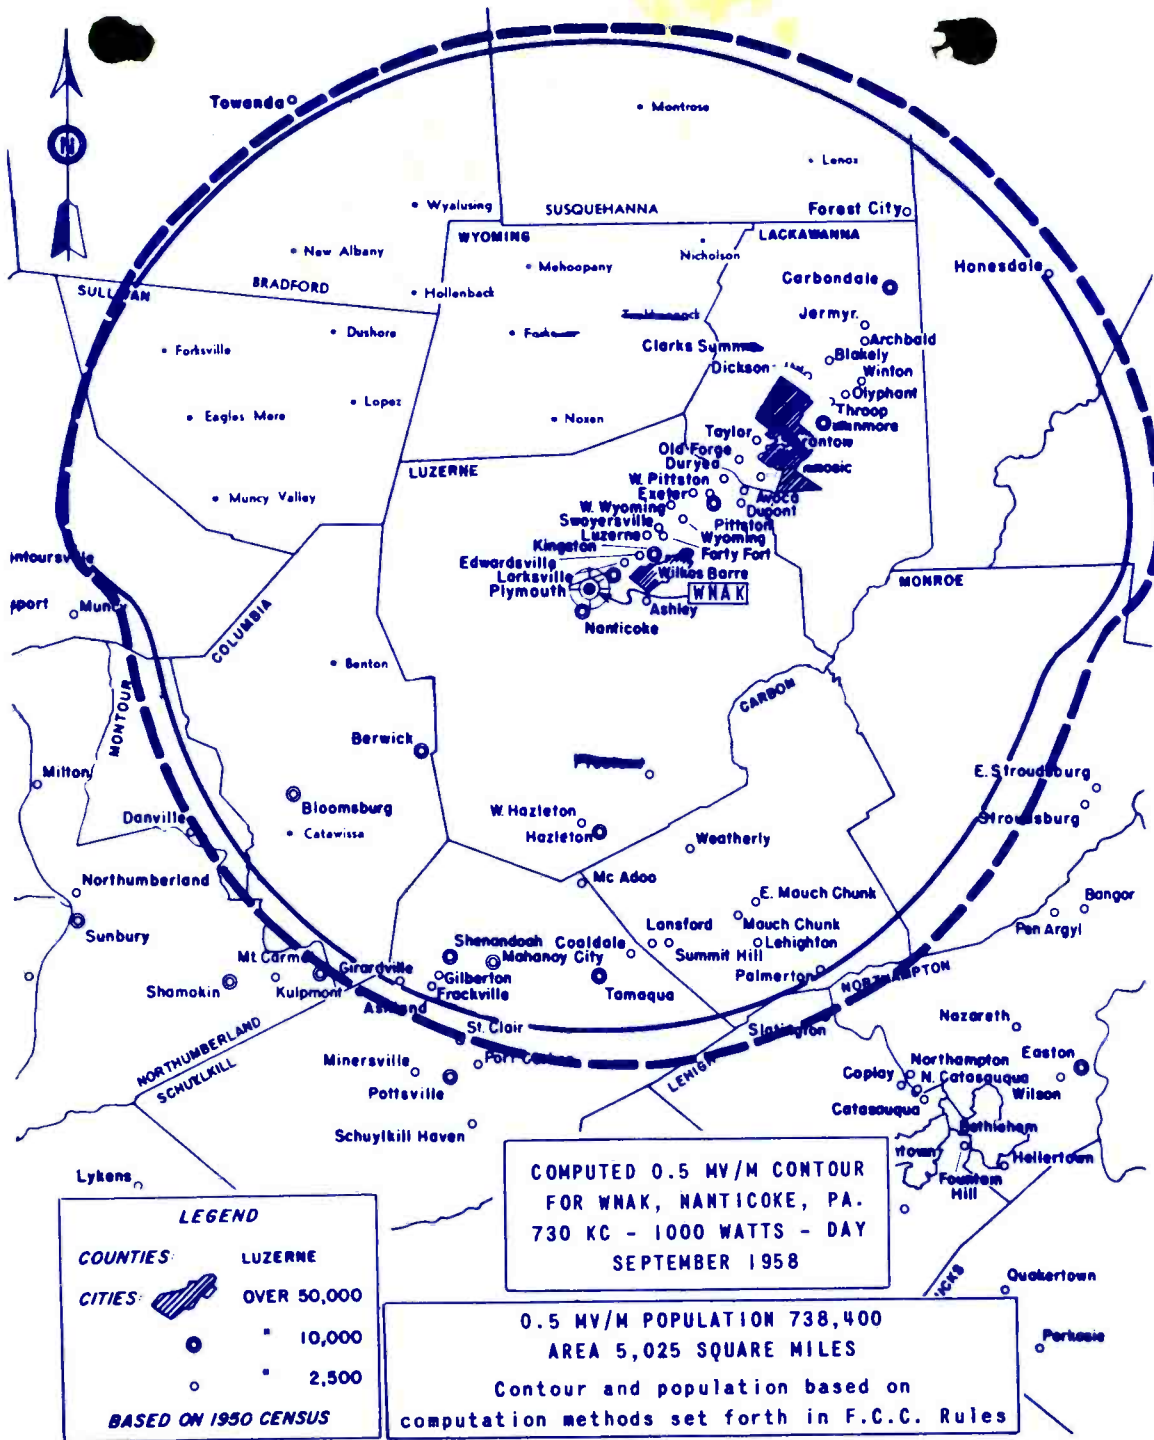 Towanda
Montrose
Lenox
Wyalusing
SUSQUEHANNA
Forest City
WYOMING
LACKAWANNA
New Albany
Nicholson
Mehoopany
Honesdale
SULLIVAN
BRADFORD
Hollenback
Carbondale
Dushore
Clarks
Forksville
Archbald
Blakely
Dickson
Winton
Lopez
Olyphant
Eagles Mere
Noxen
Throop
Taylor
Old Forge
LUZERNE
Duryea
W. Pittston
Muncy Valley
Exeter
Avoca
W. Wyoming
Dupont
Swoyersville
Pittston
Luzerne
Wyoming
Kingston
Forty Fort
Edwardsville
Larksville
Wilkes Barre
Plymouth
WNAK
MONROE
Ashley
Nanticoke
COLUMBIA
Benton
CARBON
MONTOUR
Berwick
Milton
E. Stroudsburg
Bloomsburg
W. Hazleton
Stroudsburg
Danville
Catawissa
Hazleton
Weatherly
Northumberland
Mc Adoo
E. Mauch Chunk
Bangor
Mauch Chunk
Lansford
Pen Argyl
Sunbury
Shenandoah
Coaldale
Lehighton
Mahanoy City
Summit Hill
Girardville
Gilberton
Palmerton
NORTHAMPTON
Shamokin
Kulpmont
Frackville
Tamaqua
Ashland
St. Clair
Slatington
Nazareth
NORTHUMBERLAND
Minersville
SCHUYLKILL
LEHIGH
Northampton
Easton
Coplay
N. Catasauqua
Pottsville
Wilson
Catasauqua
Schuylkill Haven
Bethlehem
Hellertown
Fountain
Hill
Lykens
Quakertown
Perkasie
COMPUTED 0.5 MV/M CONTOUR
FOR WNAK, NANTICOKE, PA.
730 KC - 1000 WATTS - DAY
SEPTEMBER 1958
LEGEND
COUNTIES: LUZERNE
CITIES: OVER 50,000
" 10,000
" 2,500
BASED ON 1950 CENSUS
0.5 MV/M POPULATION 738,400
AREA 5,025 SQUARE MILES
Contour and population based on
computation methods set forth in F.C.C. Rules